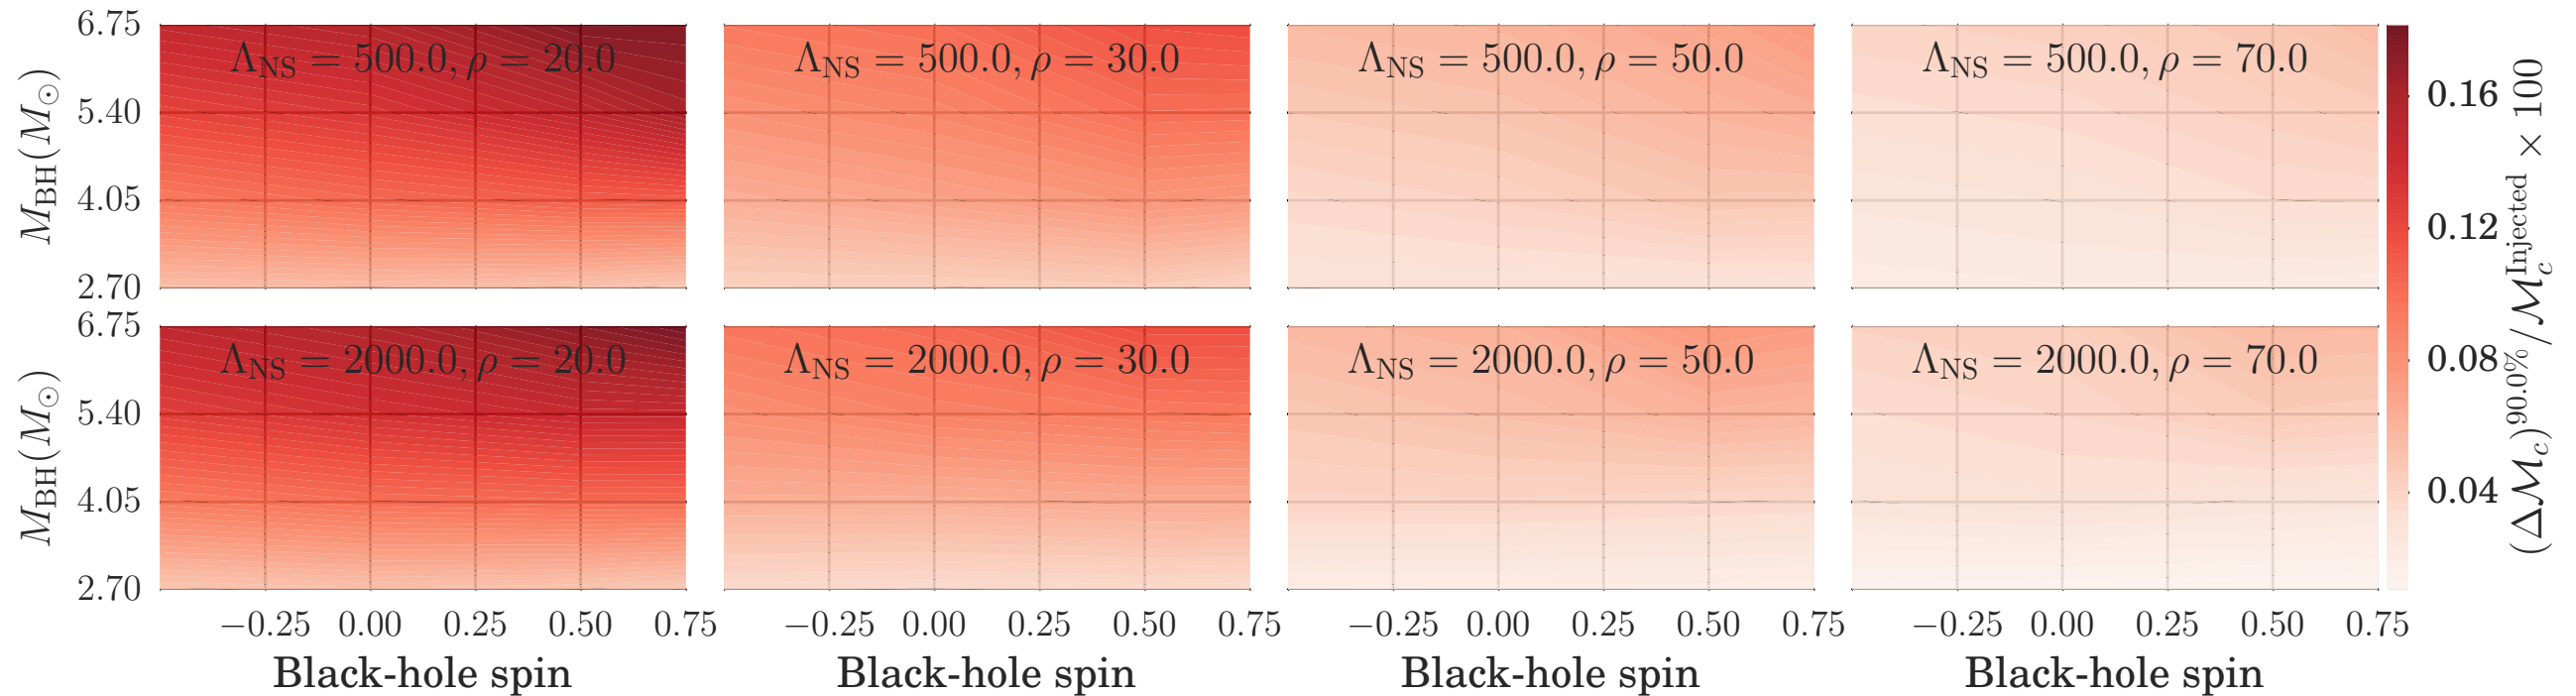 6.75
5.40
4.05
2.70
M_BH(M_⊙)
Λ_NS = 500.0, ρ = 20.0
Λ_NS = 500.0, ρ = 30.0
Λ_NS = 500.0, ρ = 50.0
Λ_NS = 500.0, ρ = 70.0
6.75
5.40
4.05
2.70
M_BH(M_⊙)
Λ_NS = 2000.0, ρ = 20.0
Λ_NS = 2000.0, ρ = 30.0
Λ_NS = 2000.0, ρ = 50.0
Λ_NS = 2000.0, ρ = 70.0
−0.25 0.00 0.25 0.50 0.75
−0.25 0.00 0.25 0.50 0.75
−0.25 0.00 0.25 0.50 0.75
−0.25 0.00 0.25 0.50 0.75
Black-hole spin
Black-hole spin
Black-hole spin
Black-hole spin
0.16
0.12
0.08
0.04
(Δℳ_c)^90.0%/ℳ_c^Injected × 100